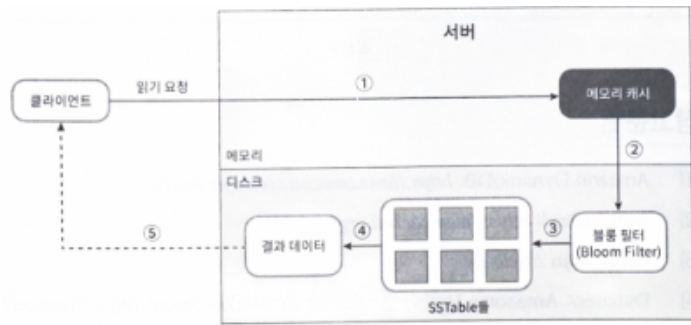 서버
클라이언트
읽기 요청
①
메모리 캐시
②
메모리
디스크
⑤
결과 데이터
④
③
블룸 필터
(Bloom Filter)
SSTable들